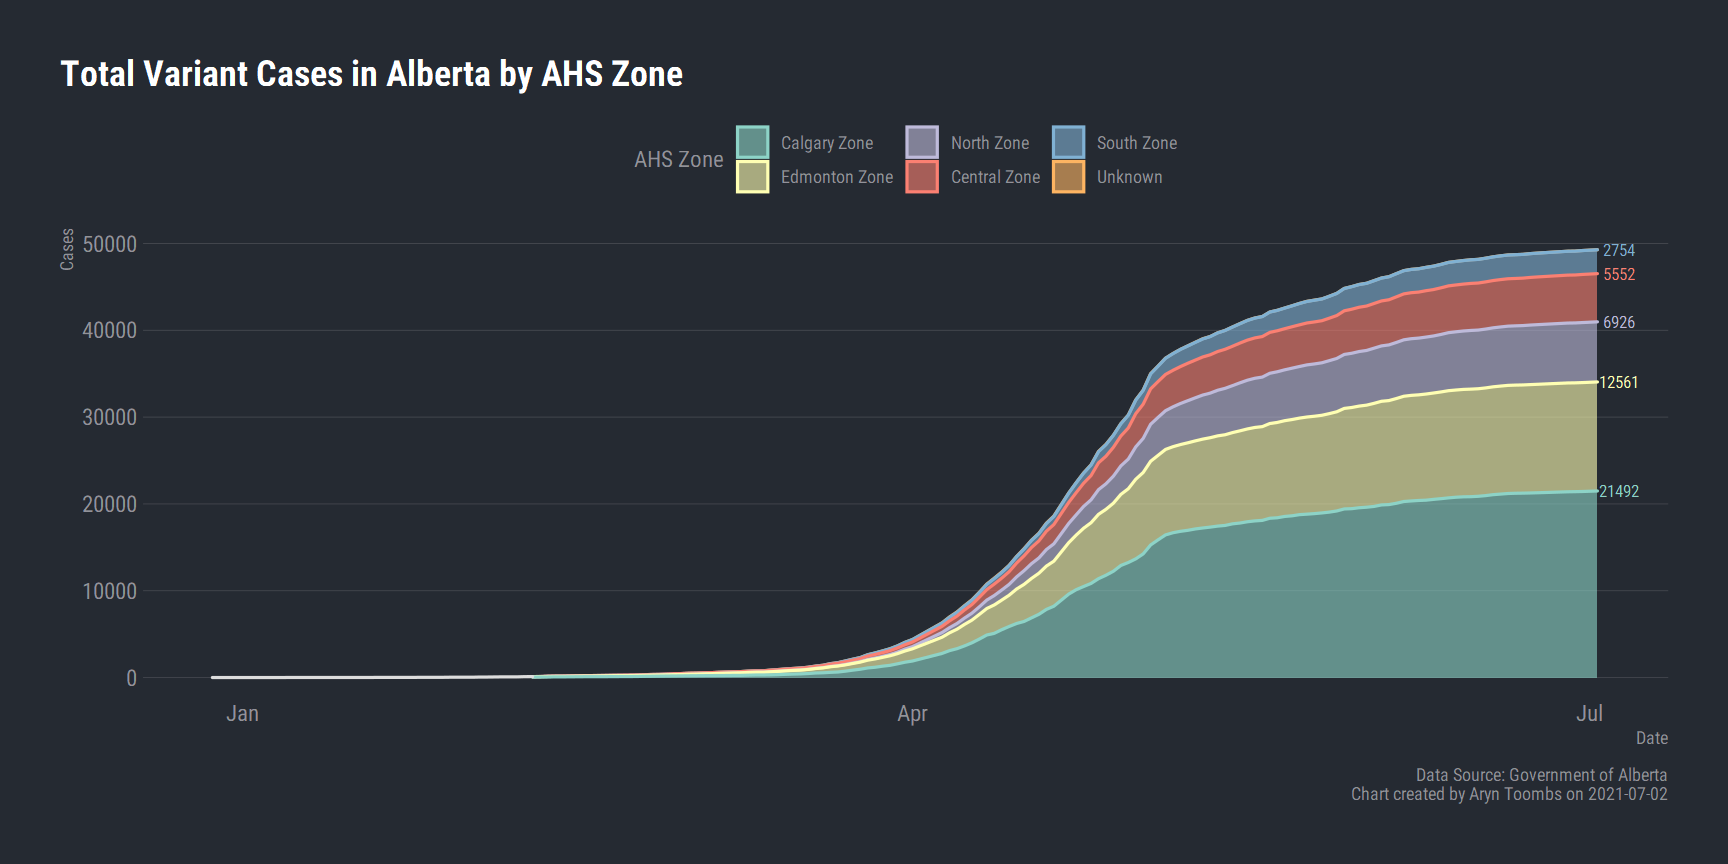 Total Variant Cases in Alberta by AHS Zone
AHS Zone
Calgary Zone
North Zone
South Zone
Edmonton Zone
Central Zone
Unknown
Cases
50000
40000
30000
20000
10000
0
2754
5552
6926
12561
21492
Jan
Apr
Jul
Date
Data Source: Government of Alberta
Chart created by Aryn Toombs on 2021-07-02